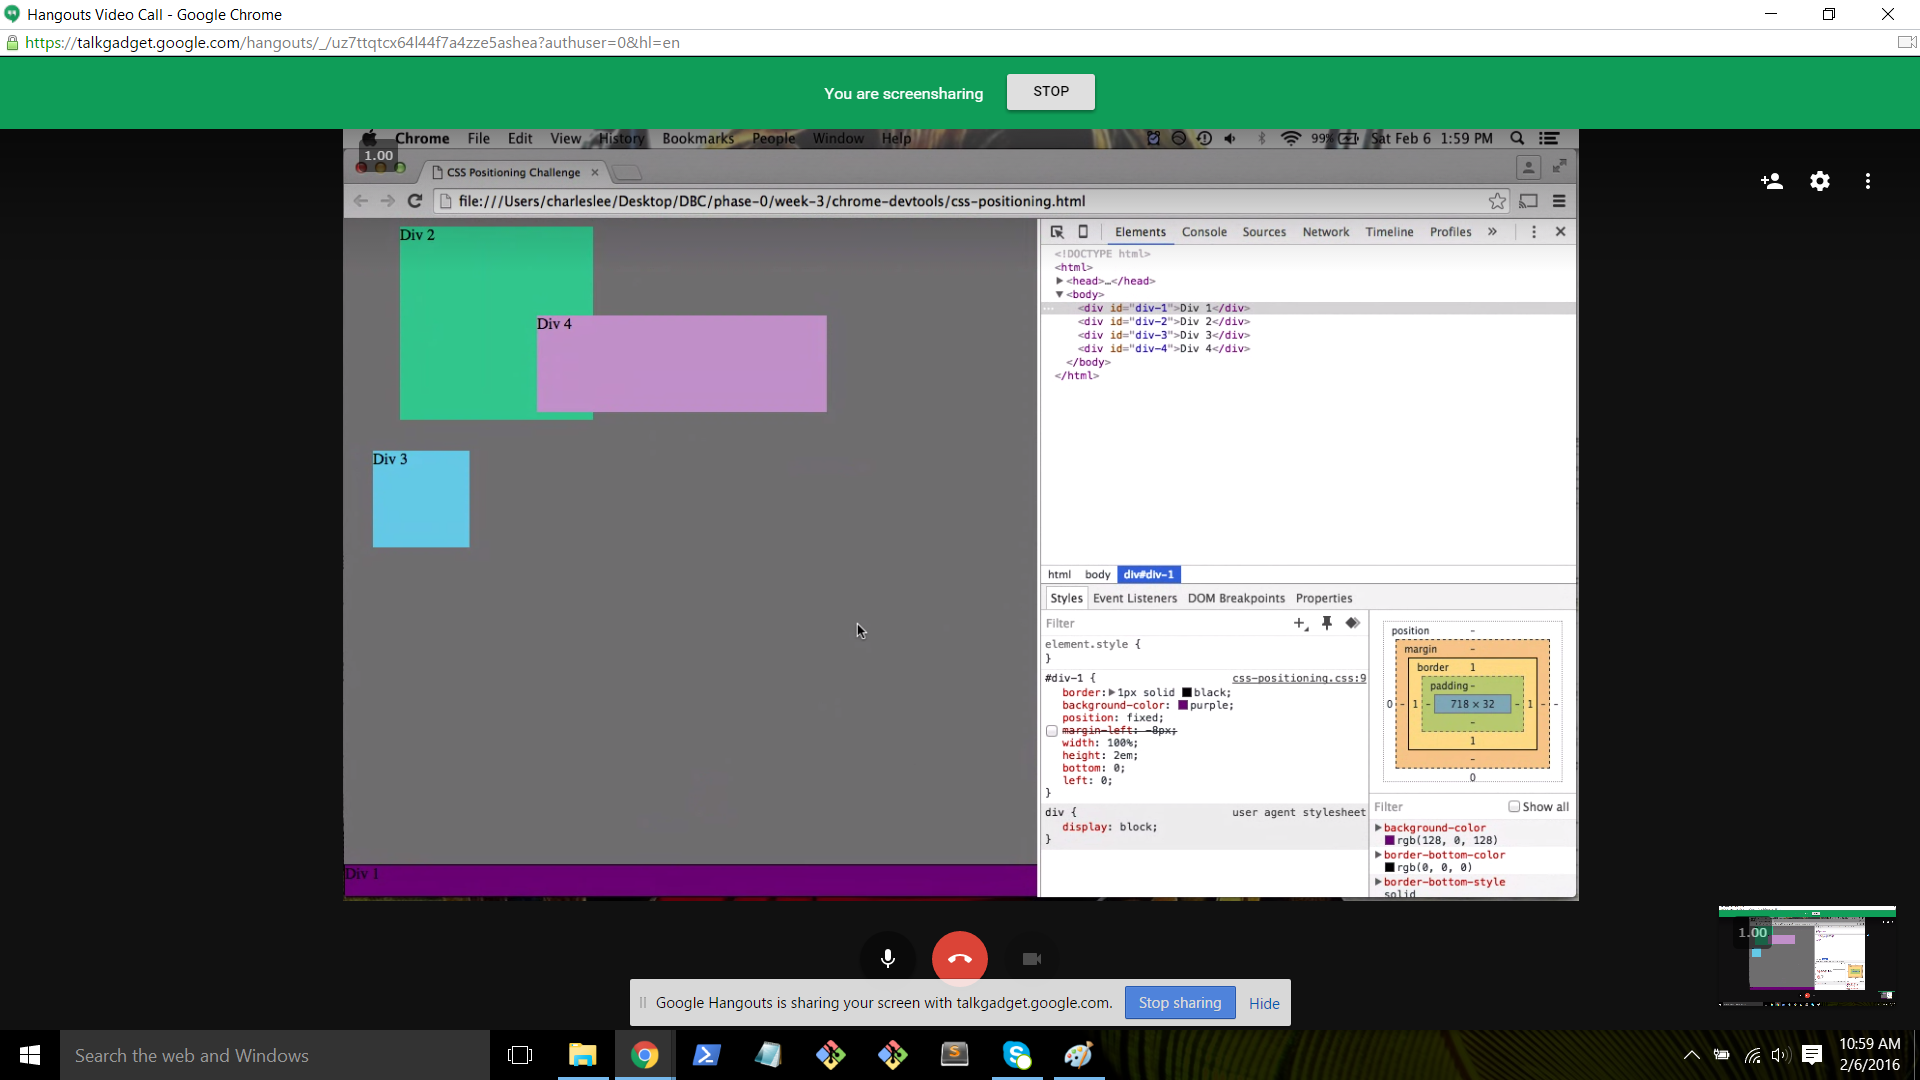 Hangouts Video Call - Google Chrome
https://talkgadget.google.com/hangouts/_/uz7ttqtcx64l44f7a4zze5ashea?authuser=0&hl=en
You are screensharing STOP
Chrome File Edit View History Bookmarks People Window Help 99% Sat Feb 6 1:59 PM
1.00
CSS Positioning Challenge
file:///Users/charleslee/Desktop/DBC/phase-0/week-3/chrome-devtools/css-positioning.html
Div 2
Div 4
Div 3
Div 1
Elements Console Sources Network Timeline Profiles »
<!DOCTYPE html>
<html>
<head>…</head>
<body>
<div id="div-1">Div 1</div>
<div id="div-2">Div 2</div>
<div id="div-3">Div 3</div>
<div id="div-4">Div 4</div>
</body>
</html>
html body div#div-1
Styles Event Listeners DOM Breakpoints Properties
Filter
element.style {
}
#div-1 { css-positioning.css:9
border: 1px solid black;
background-color: purple;
position: fixed;
margin-left: -8px;
width: 100%;
height: 2em;
bottom: 0;
left: 0;
}
div { user agent stylesheet
display: block;
}
position -
margin -
border 1
padding -
0 - 1 - 718 × 32 - 1 - -
-
1
-
0
Filter Show all
background-color
rgb(128, 0, 128)
border-bottom-color
rgb(0, 0, 0)
border-bottom-style
solid
1.00
Google Hangouts is sharing your screen with talkgadget.google.com. Stop sharing Hide
Search the web and Windows
10:59 AM
2/6/2016